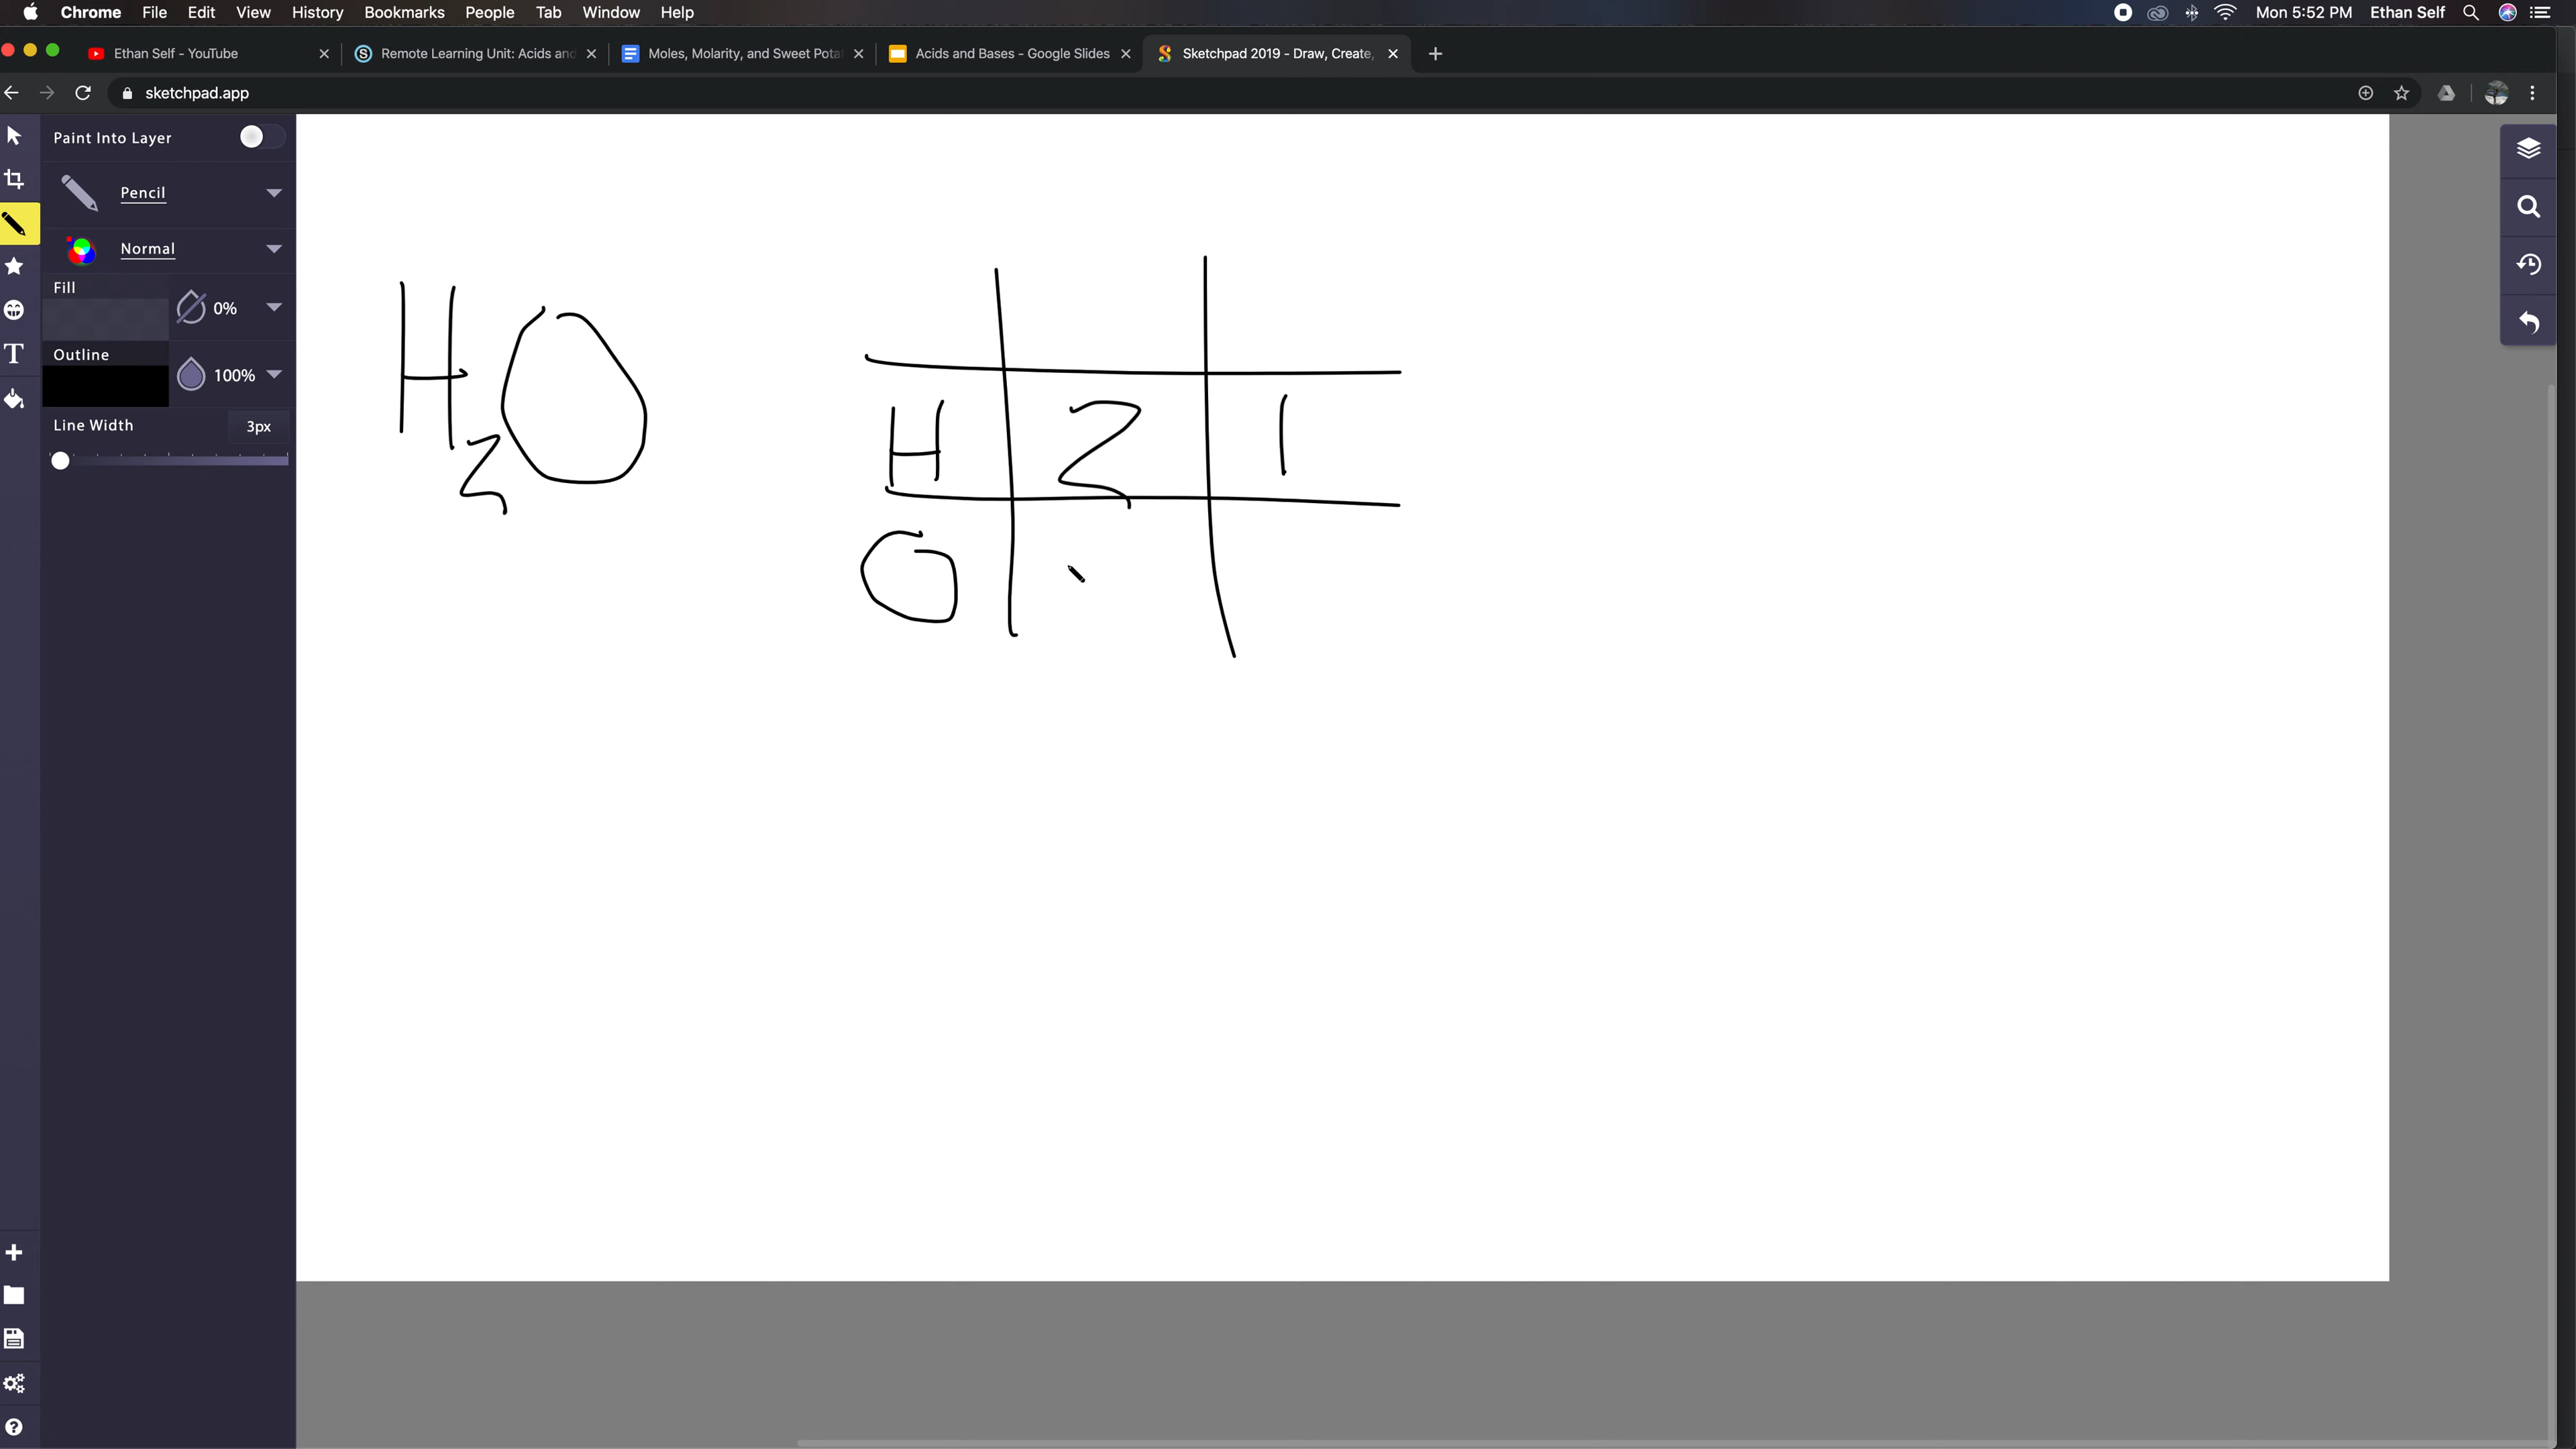 Chrome File Edit View History Bookmarks People Tab Window Help Mon 5:52 PM Ethan Self
Ethan Self - YouTube Remote Learning Unit: Acids and Moles, Molarity, and Sweet Pota Acids and Bases - Google Slides Sketchpad 2019 - Draw, Create,
sketchpad.app
Paint Into Layer
Pencil
Normal
Fill
0%
Outline
100%
Line Width 3px
H2O
H 2 1
O